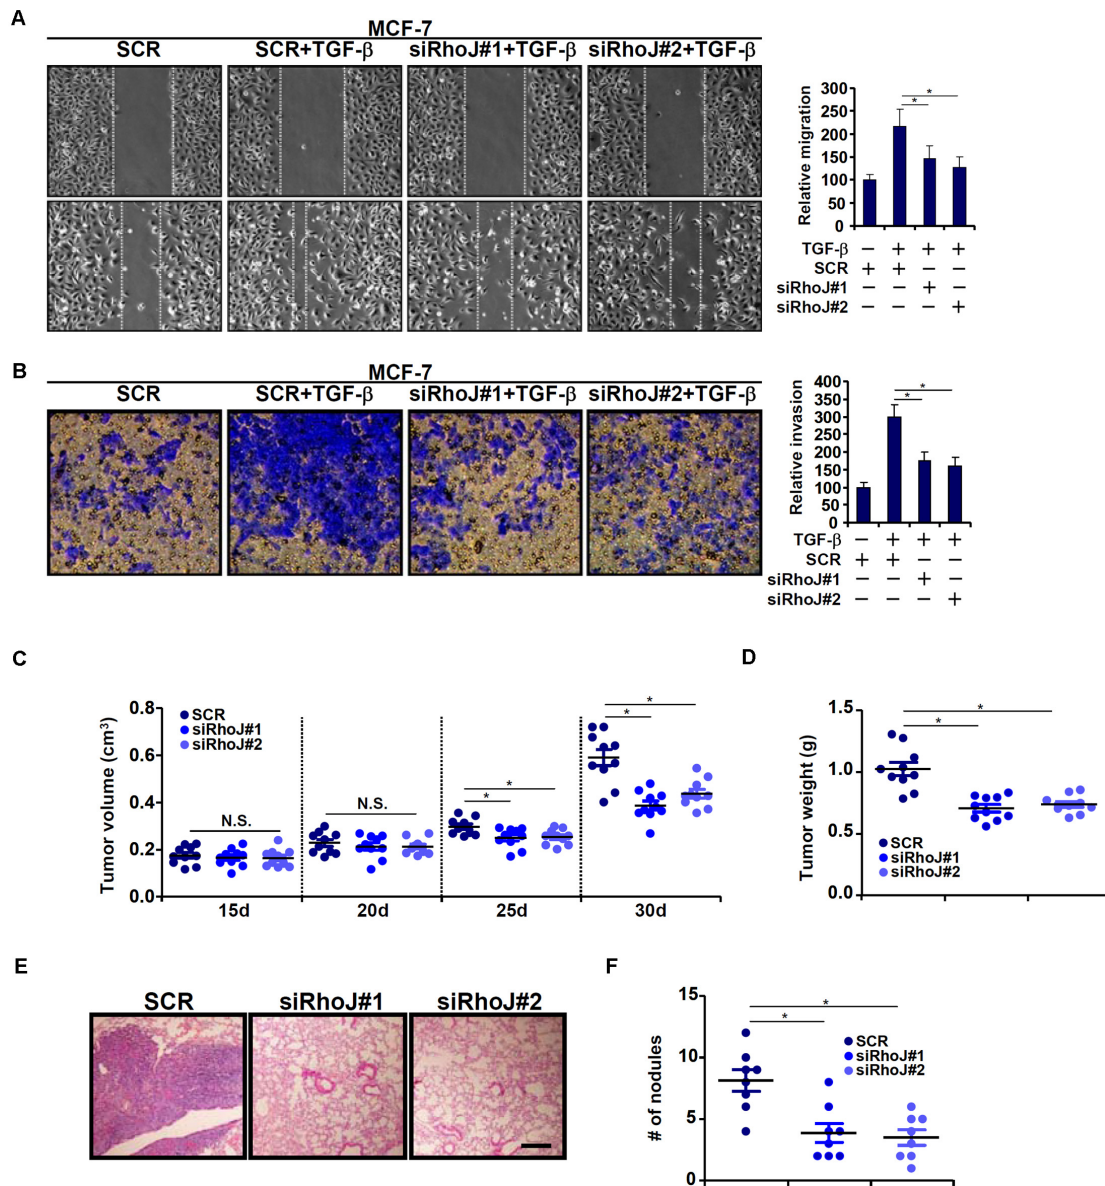 A
MCF-7
SCR SCR+TGF-β siRhoJ#1+TGF-β siRhoJ#2+TGF-β
Relative migration
300
250
200
150
100
50
0
*
*
TGF-β − + + +
SCR + + − −
siRhoJ#1 − − + −
siRhoJ#2 − − − +
B
MCF-7
SCR SCR+TGF-β siRhoJ#1+TGF-β siRhoJ#2+TGF-β
Relative invasion
400
350
300
250
200
150
100
50
0
*
*
TGF-β − + + +
SCR + + − −
siRhoJ#1 − − + −
siRhoJ#2 − − − +
C
Tumor volume (cm³)
0.8
0.6
0.4
0.2
0.0
SCR
siRhoJ#1
siRhoJ#2
N.S.
N.S.
*
*
*
*
15d 20d 25d 30d
D
Tumor weight (g)
1.5
1.0
0.5
0.0
*
*
SCR
siRhoJ#1
siRhoJ#2
E
SCR siRhoJ#1 siRhoJ#2
F
# of nodules
15
10
5
0
*
*
SCR
siRhoJ#1
siRhoJ#2